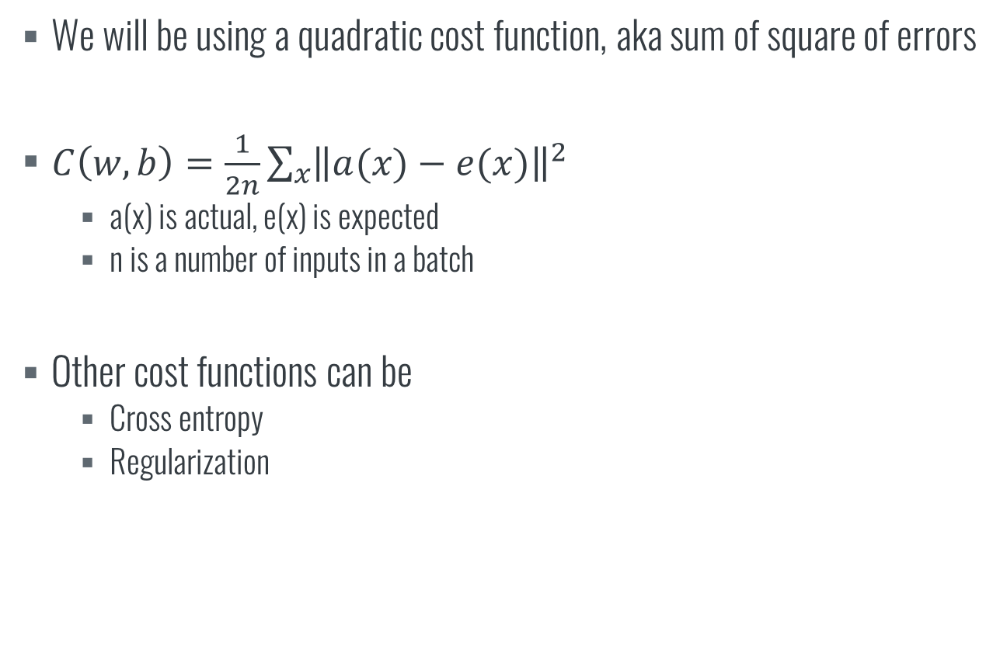 ▪ We will be using a quadratic cost function, aka sum of square of errors
▪ C(w, b) = \frac{1}{2n} ∑_x ‖a(x) − e(x)‖²
▪ a(x) is actual, e(x) is expected
▪ n is a number of inputs in a batch
▪ Other cost functions can be
▪ Cross entropy
▪ Regularization